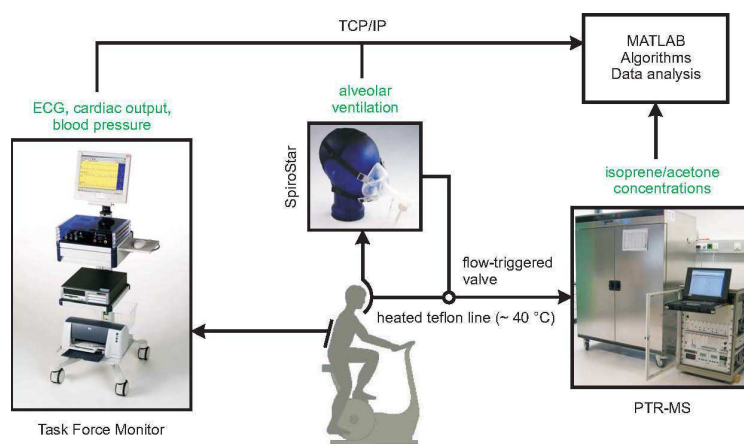 TCP/IP
MATLAB
Algorithms
Data analysis
ECG, cardiac output,
blood pressure
alveolar
ventilation
isoprene/acetone
concentrations
SpiroStar
flow-triggered
valve
heated teflon line (~ 40 °C)
Task Force Monitor
PTR-MS